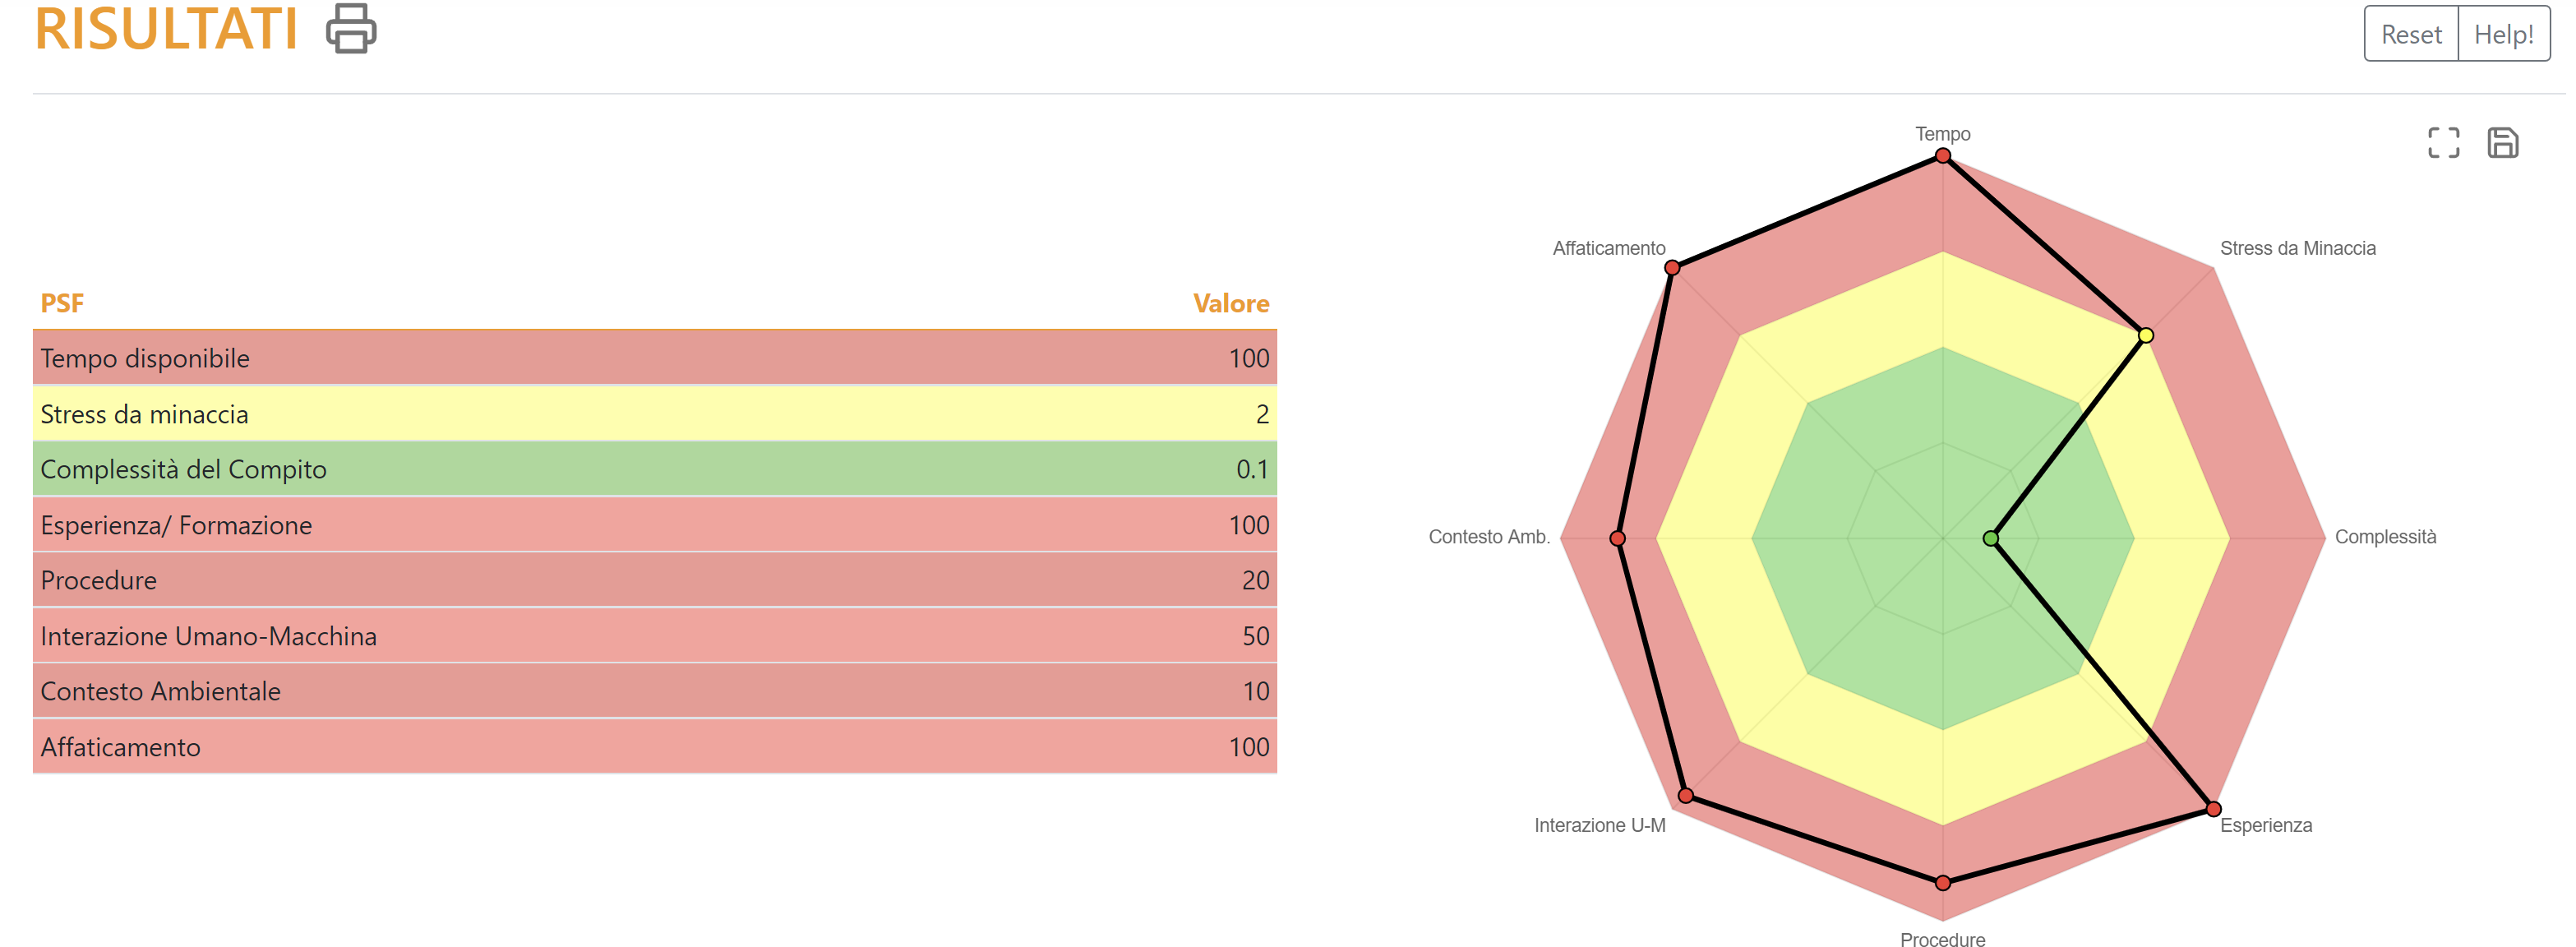 RISULTATI
Reset Help!
PSF Valore
Tempo disponibile 100
Stress da minaccia 2
Complessità del Compito 0.1
Esperienza/ Formazione 100
Procedure 20
Interazione Umano-Macchina 50
Contesto Ambientale 10
Affaticamento 100
Tempo
Affaticamento
Stress da Minaccia
Contesto Amb.
Complessità
Interazione U-M
Esperienza
Procedure